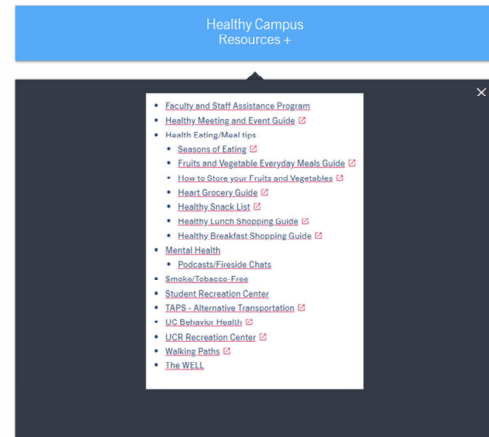 Healthy Campus
Resources +
Faculty and Staff Assistance Program
Healthy Meeting and Event Guide
Health Eating/Meal tips
Seasons of Eating
Fruits and Vegetable Everyday Meals Guide
How to Store your Fruits and Vegetables
Heart Grocery Guide
Healthy Snack List
Healthy Lunch Shopping Guide
Healthy Breakfast Shopping Guide
Mental Health
Podcasts/Fireside Chats
Smoke/Tobacco-Free
Student Recreation Center
TAPS - Alternative Transportation
UC Behavior Health
UCR Recreation Center
Walking Paths
The WELL